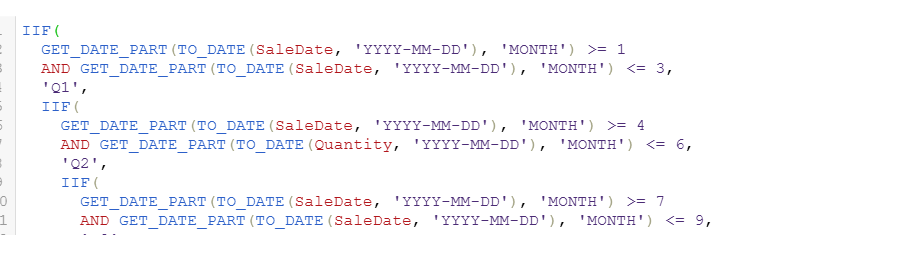 IIF(
GET_DATE_PART(TO_DATE(SaleDate, 'YYYY-MM-DD'), 'MONTH') >= 1
AND GET_DATE_PART(TO_DATE(SaleDate, 'YYYY-MM-DD'), 'MONTH') <= 3,
'Q1',
IIF(
GET_DATE_PART(TO_DATE(SaleDate, 'YYYY-MM-DD'), 'MONTH') >= 4
AND GET_DATE_PART(TO_DATE(Quantity, 'YYYY-MM-DD'), 'MONTH') <= 6,
'Q2',
IIF(
GET_DATE_PART(TO_DATE(SaleDate, 'YYYY-MM-DD'), 'MONTH') >= 7
AND GET_DATE_PART(TO_DATE(SaleDate, 'YYYY-MM-DD'), 'MONTH') <= 9,